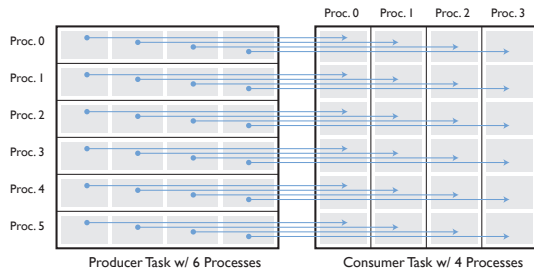 Proc. 0 Proc. 1 Proc. 2 Proc. 3
Proc. 0
Proc. 1
Proc. 2
Proc. 3
Proc. 4
Proc. 5
Producer Task w/ 6 Processes Consumer Task w/ 4 Processes